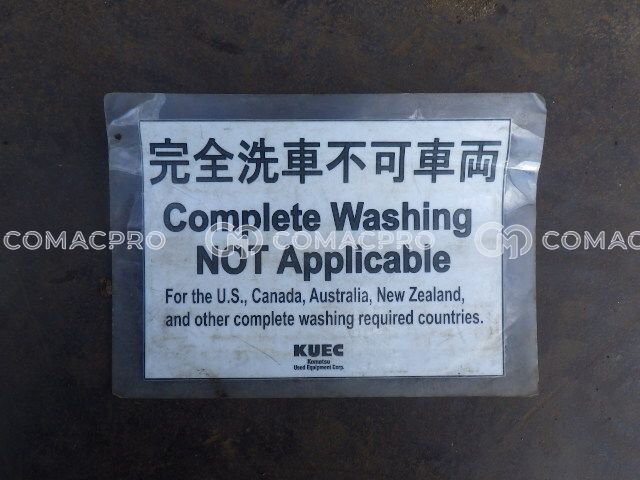 完全洗車不可車両
Complete Washing
NOT Applicable
COMACPRO COMACPRO COMACPRO
For the U.S., Canada, Australia, New Zealand,
and other complete washing required countries.
KUEC
Komatsu
Used Equipment Corp.